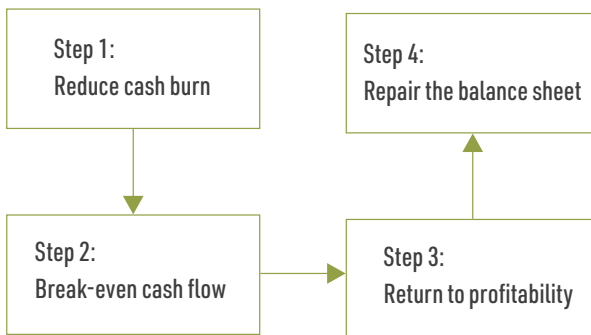 Step 1:
Reduce cash burn
Step 2:
Break-even cash flow
Step 3:
Return to profitability
Step 4:
Repair the balance sheet